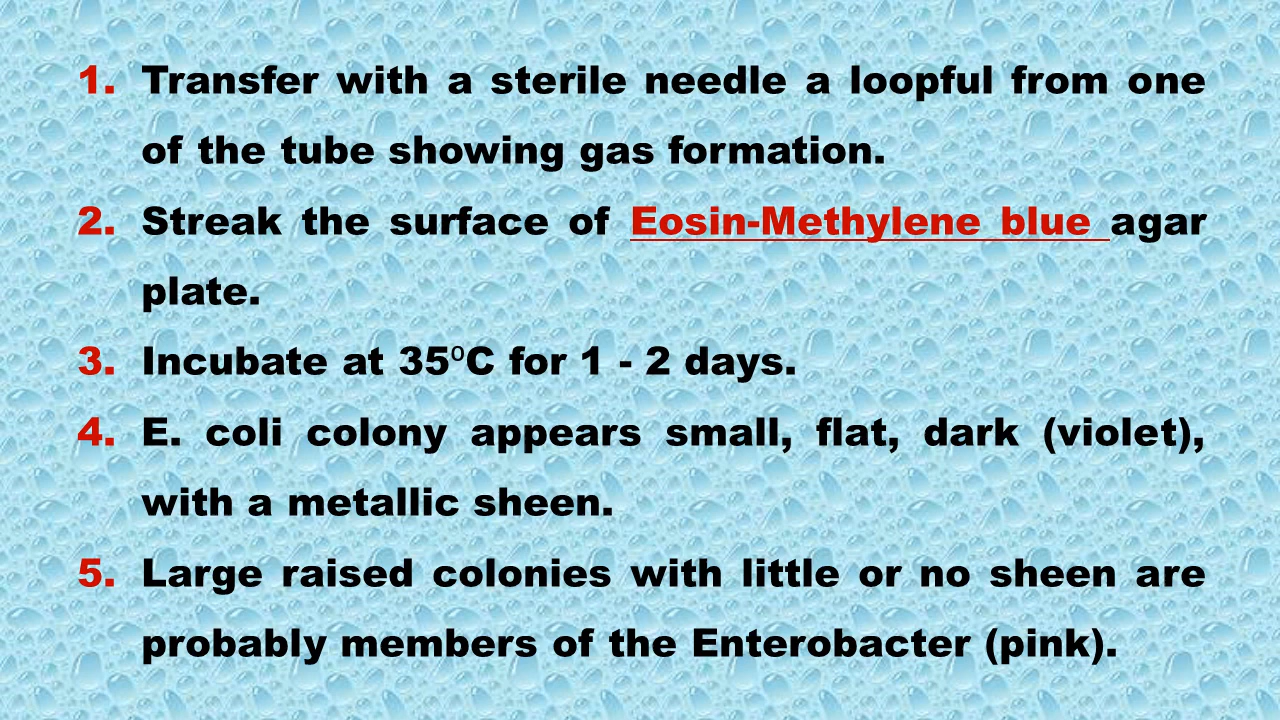 1. Transfer with a sterile needle a loopful from one
of the tube showing gas formation.
2. Streak the surface of Eosin-Methylene blue agar
plate.
3. Incubate at 35⁰C for 1 - 2 days.
4. E. coli colony appears small, flat, dark (violet),
with a metallic sheen.
5. Large raised colonies with little or no sheen are
probably members of the Enterobacter (pink).